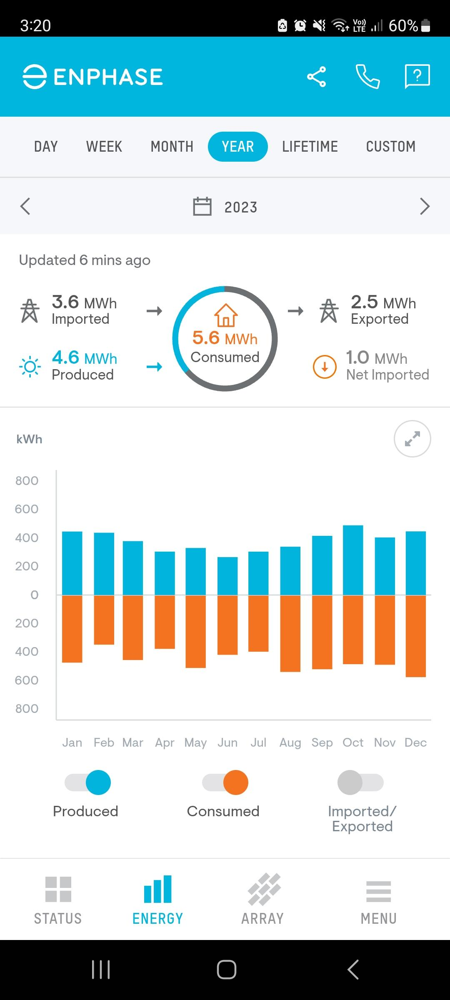 3:20 Vo)) LTE 60%
ENPHASE ?
DAY WEEK MONTH YEAR LIFETIME CUSTOM
2023
Updated 6 mins ago
3.6 MWh
Imported
4.6 MWh
Produced
5.6 MWh
Consumed
2.5 MWh
Exported
1.0 MWh
Net Imported
kWh
800
600
400
200
0
200
400
600
800
Jan Feb Mar Apr May Jun Jul Aug Sep Oct Nov Dec
Produced
Consumed
Imported/
Exported
STATUS ENERGY ARRAY MENU